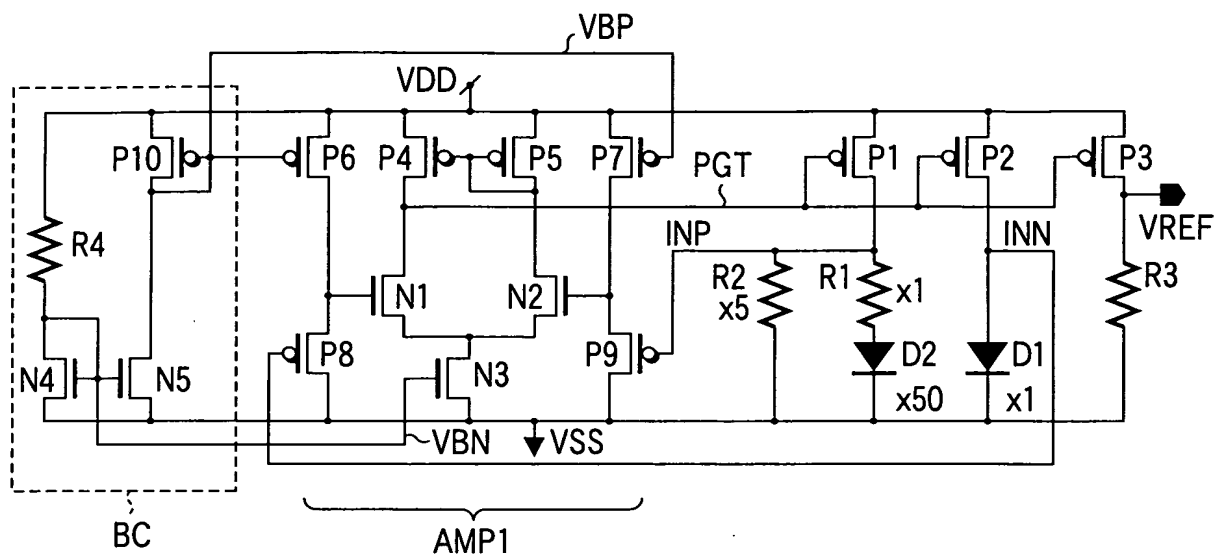 VBP
VDD
P10 P6 P4 P5 P7 P1 P2 P3
PGT
VREF
R4
INP INN
R2 x5
R1 x1
R3
N1 N2
P8 P9
D2 x50
D1 x1
N4 N5
N3
VBN VSS
BC
AMP1